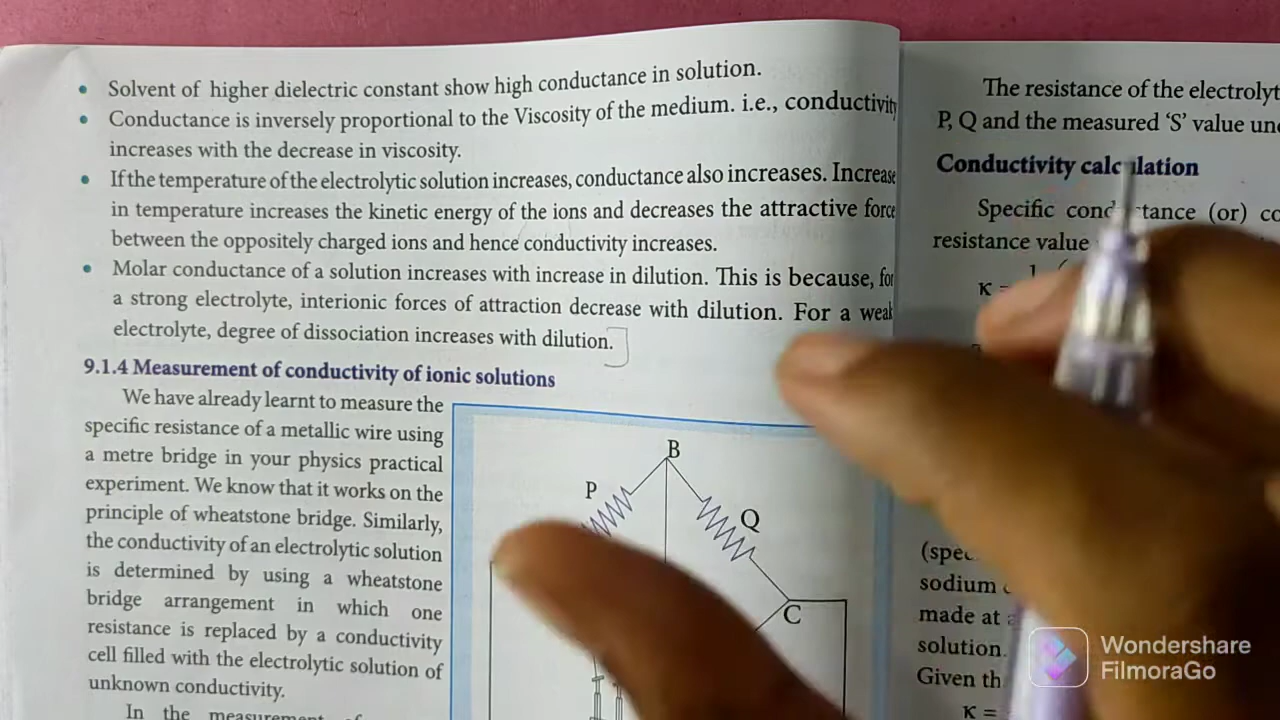 Solvent of higher dielectric constant show high conductance in solution.
Conductance is inversely proportional to the Viscosity of the medium. i.e., conductivity
increases with the decrease in viscosity.
If the temperature of the electrolytic solution increases, conductance also increases. Increase
in temperature increases the kinetic energy of the ions and decreases the attractive force
between the oppositely charged ions and hence conductivity increases.
Molar conductance of a solution increases with increase in dilution. This is because, for
a strong electrolyte, interionic forces of attraction decrease with dilution. For a weak
electrolyte, degree of dissociation increases with dilution.
9.1.4 Measurement of conductivity of ionic solutions
We have already learnt to measure the
specific resistance of a metallic wire using
a metre bridge in your physics practical
experiment. We know that it works on the
principle of wheatstone bridge. Similarly,
the conductivity of an electrolytic solution
is determined by using a wheatstone
bridge arrangement in which one
resistance is replaced by a conductivity
cell filled with the electrolytic solution of
unknown conductivity.
In the measurement
B
P
Q
C
The resistance of the
P, Q and the measured 'S' value
Conductivity calculation
Specific (or)
resistance value
κ =
sodium
made at
solution.
Given
κ =
Wondershare
FilmoraGo